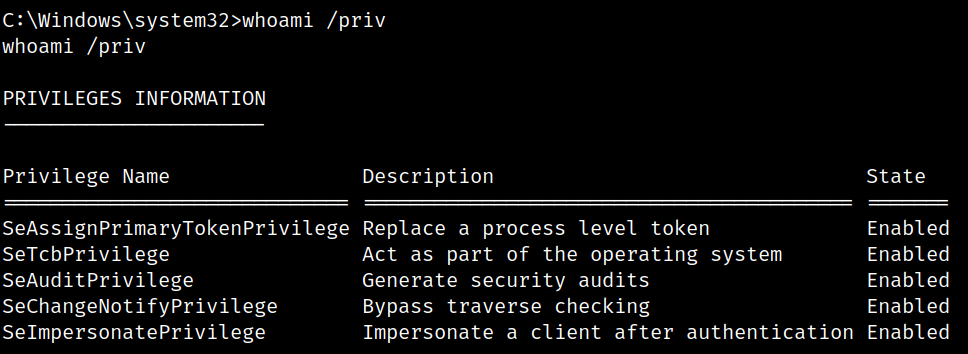 C:\Windows\system32>whoami /priv
whoami /priv
PRIVILEGES INFORMATION
----------------------
Privilege Name                Description                               State
============================= ========================================= =======
SeAssignPrimaryTokenPrivilege Replace a process level token             Enabled
SeTcbPrivilege                Act as part of the operating system       Enabled
SeAuditPrivilege              Generate security audits                  Enabled
SeChangeNotifyPrivilege       Bypass traverse checking                  Enabled
SeImpersonatePrivilege        Impersonate a client after authentication Enabled